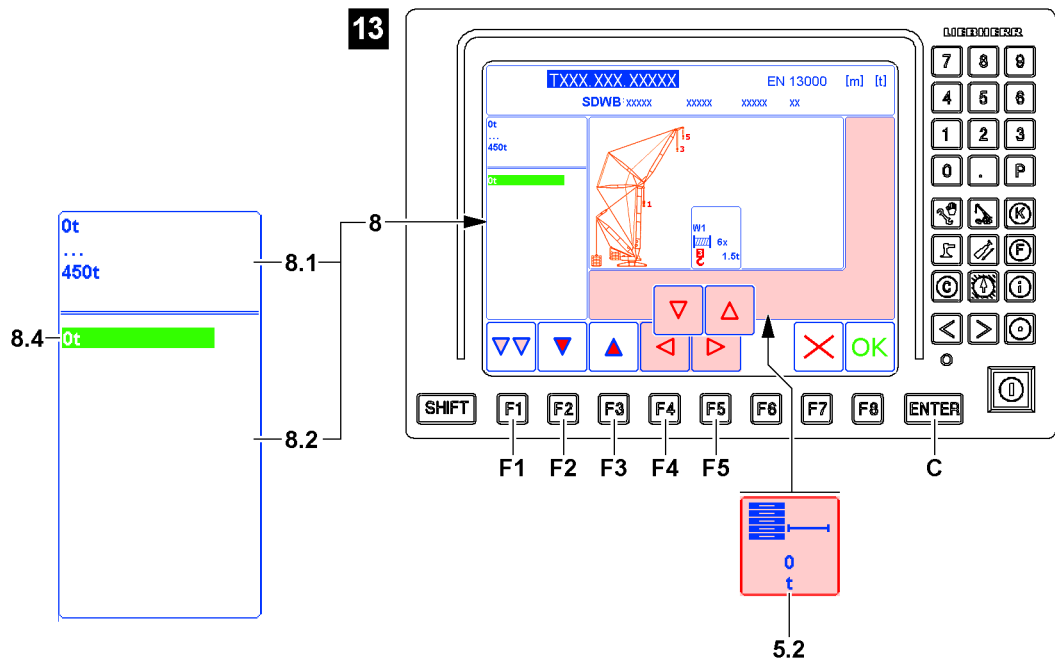 13
LIEBHERR
TXXX.XXX.XXXXX EN 13000 [m] [t]
SDWB xxxxx xxxxx xxxxx xx
0t
...
450t
0t
5
3
1
W1
6x
1.5t
OK
7 8 9
4 5 6
1 2 3
0 . P
K
F
C i
SHIFT F1 F2 F3 F4 F5 F6 F7 F8 ENTER
F1 F2 F3 F4 F5 C
0t
...
450t
0t
8
8.1
8.4
8.2
0
t
5.2